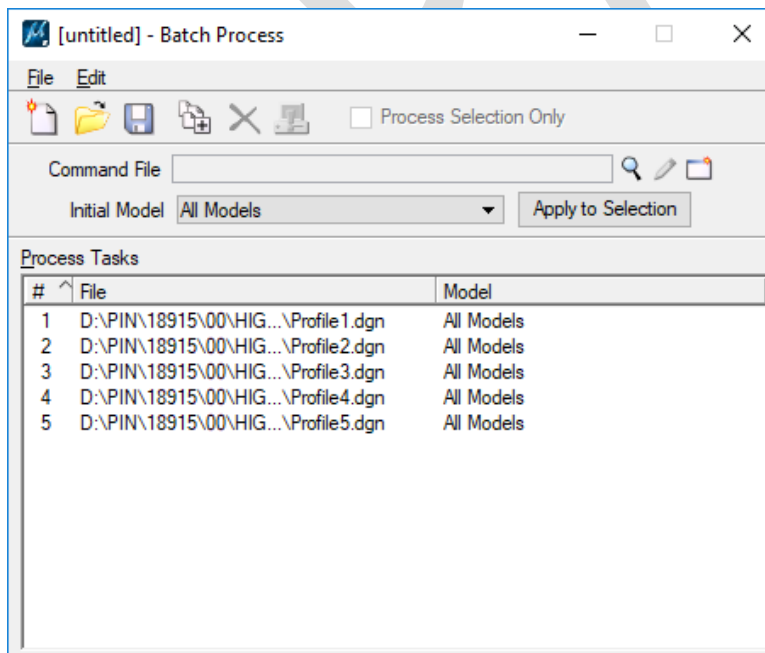 [untitled] - Batch Process
File Edit
Process Selection Only
Command File
Initial Model All Models Apply to Selection
Process Tasks
# File Model
1 D:\PIN\18915\00\HIG...\Profile1.dgn All Models
2 D:\PIN\18915\00\HIG...\Profile2.dgn All Models
3 D:\PIN\18915\00\HIG...\Profile3.dgn All Models
4 D:\PIN\18915\00\HIG...\Profile4.dgn All Models
5 D:\PIN\18915\00\HIG...\Profile5.dgn All Models